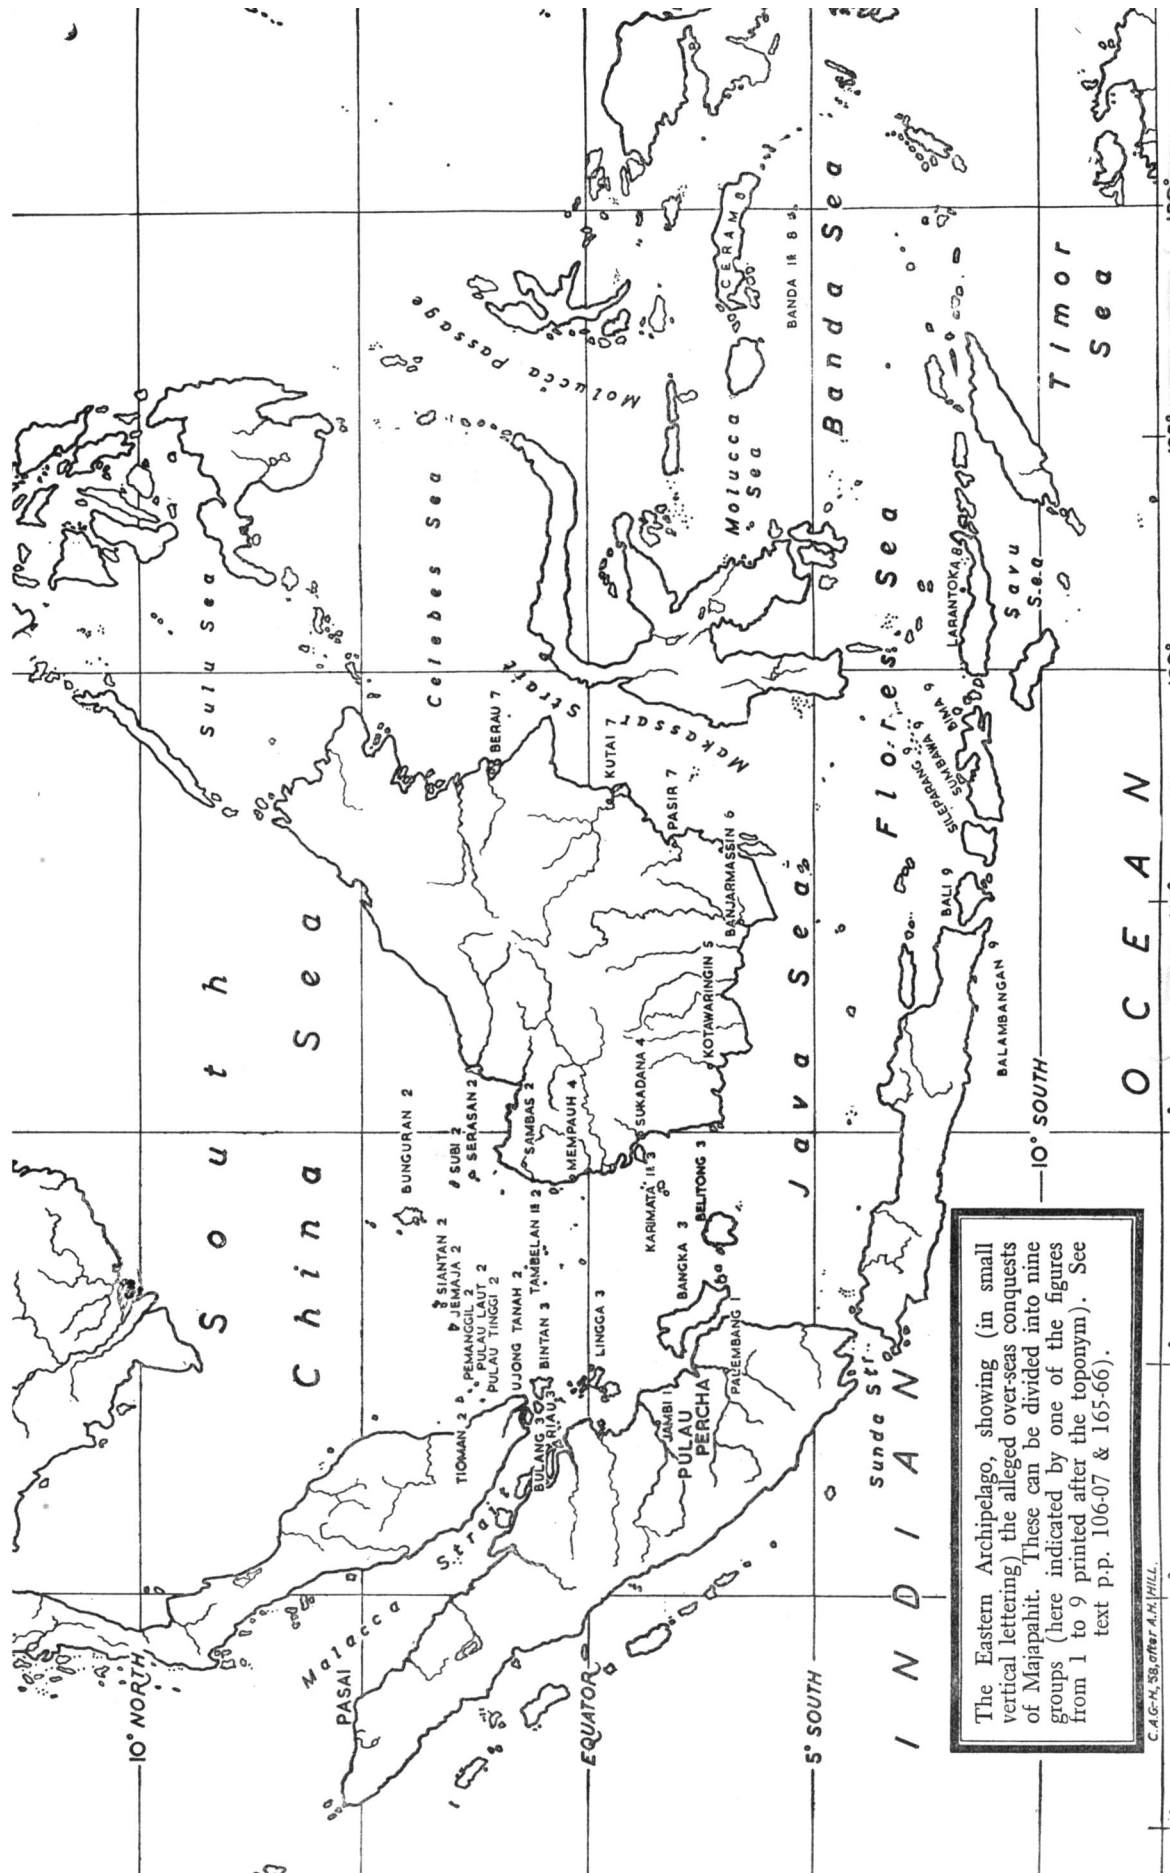 South
China Sea
Sulu Sea
Celebes Sea
Molucca Passage
Molucca
Sea
Banda Sea
Timor
Sea
Savu
Sea
Flores Sea
Java Sea
Makassar Strait
Malacca Strait
Sunda Str.
INDIAN OCEAN
10° NORTH
EQUATOR
5° SOUTH
10° SOUTH
PASAI
BUNGURAN 2
SUBI 2
SERASAN 2
SIANTAN 2
JEMAJA 2
PEMANGGIL 2
PULAU LAUT 2
PULAU TINGGI 2
TIOMAN 2
UJONG TANAH 2
TAMBELAN Is 2
BINTAN 3
BULANG 3
RIAU 3
LINGGA 3
SAMBAS 2
MEMPAUH 4
SUKADANA 4
KARIMATA Is 3
BELITONG 3
BANGKA 3
PALEMBANG 1
JAMBI 1
PULAU
PERCHA
KOTAWARINGIN 5
BANJARMASSIN 6
PASIR 7
KUTAI 7
BERAU 7
BALAMBANGAN 9
BALI 9
SILEPARANG 9
SUMBAWA 9
BIMA 9
LARANTOKA 8
CERAM 8
BANDA Is 8
The Eastern Archipelago, showing (in small
vertical lettering) the alleged over-seas conquests
of Majapahit. These can be divided into nine
groups (here indicated by one of the figures
from 1 to 9 printed after the toponym). See
text p.p. 106-07 & 165-66).
C.A.G-H, '58, after A.H. HILL.